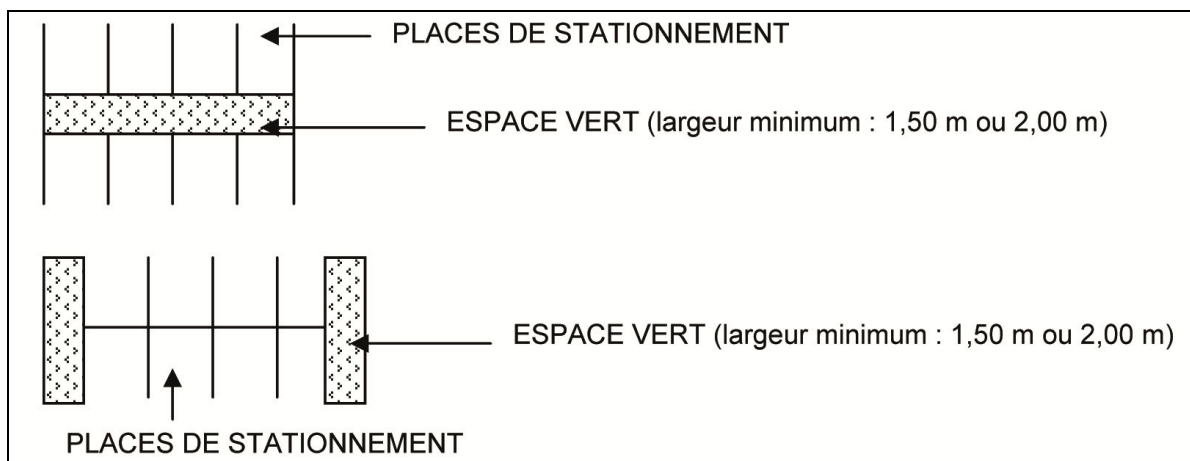 PLACES DE STATIONNEMENT
ESPACE VERT (largeur minimum : 1,50 m ou 2,00 m)
ESPACE VERT (largeur minimum : 1,50 m ou 2,00 m)
PLACES DE STATIONNEMENT